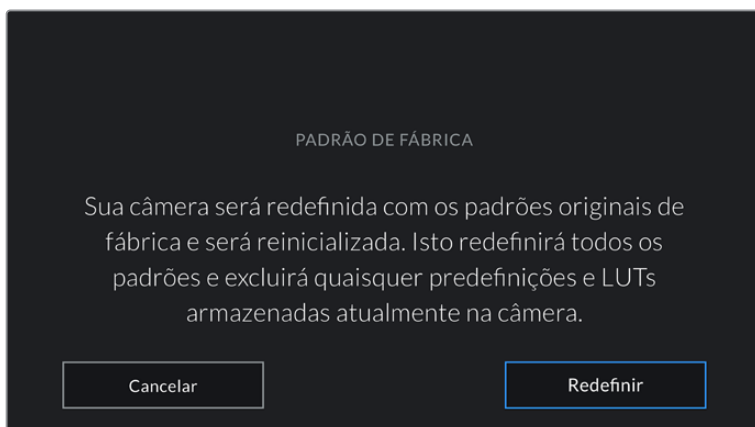 PADRÃO DE FÁBRICA
Sua câmera será redefinida com os padrões originais de
fábrica e será reinicializada. Isto redefinirá todos os
padrões e excluirá quaisquer predefinições e LUTs
armazenadas atualmente na câmera.
Cancelar
Redefinir